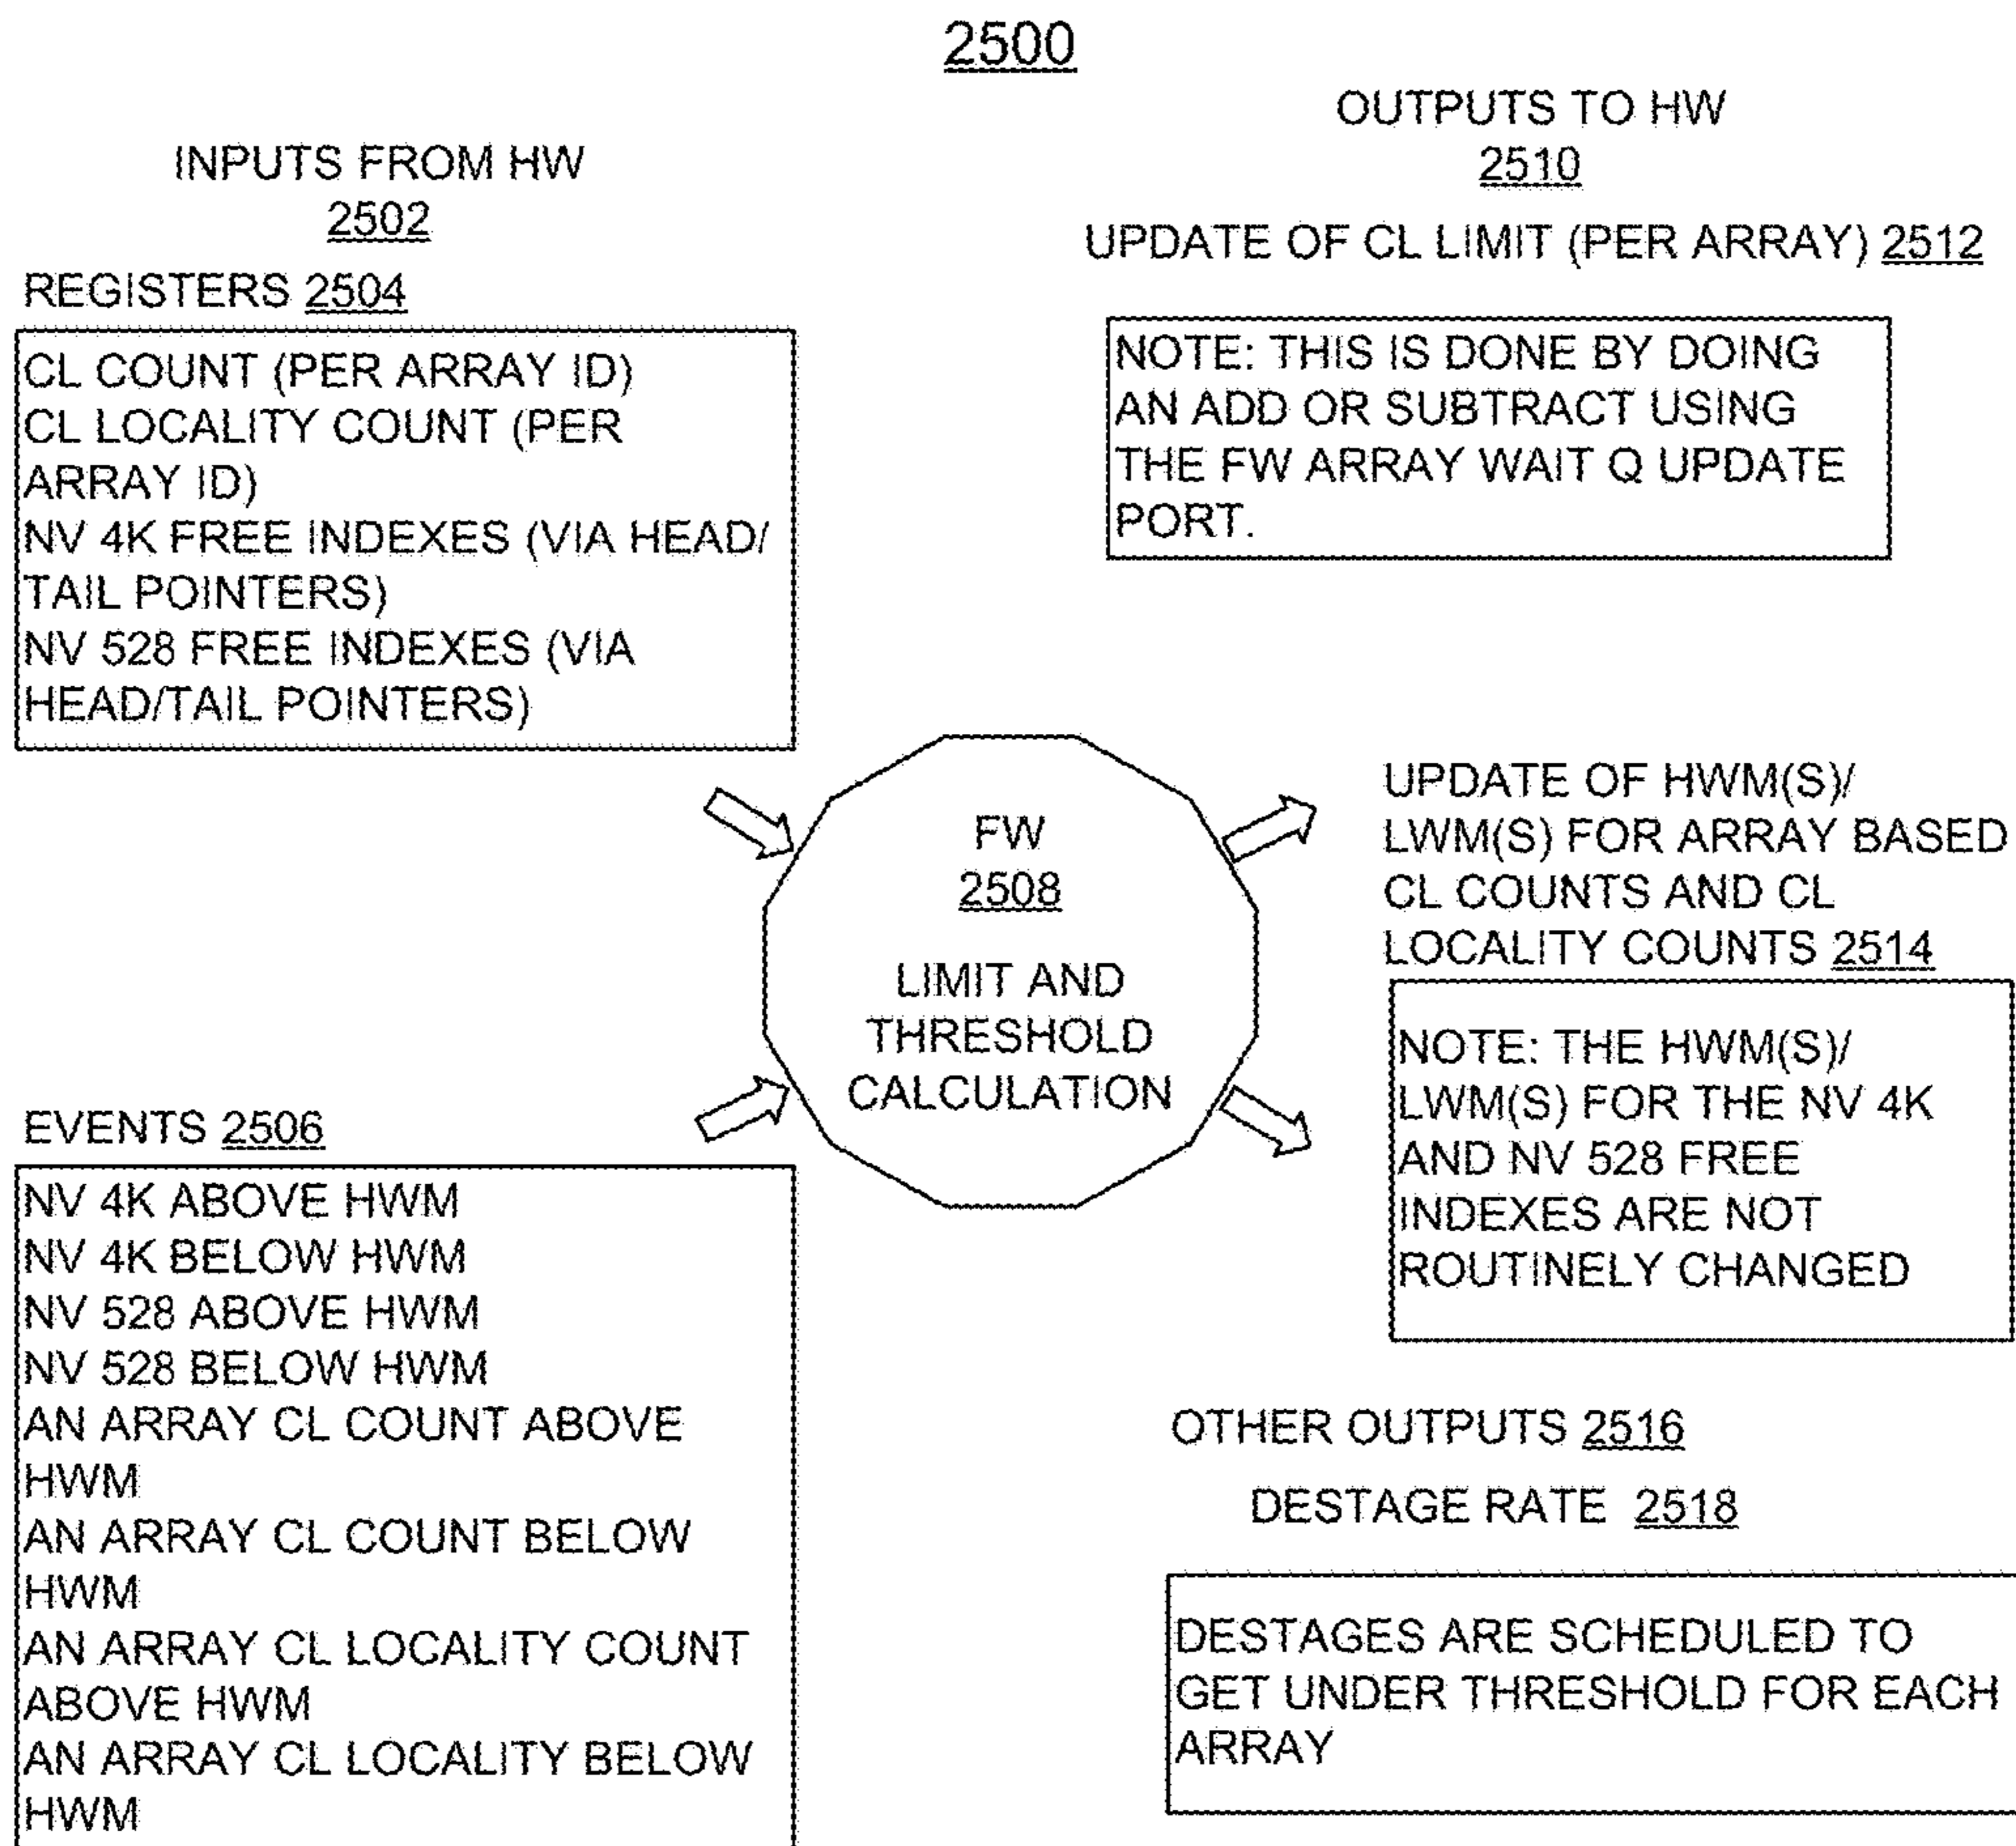 2500
INPUTS FROM HW
2502
REGISTERS 2504
CL COUNT (PER ARRAY ID)
CL LOCALITY COUNT (PER
ARRAY ID)
NV 4K FREE INDEXES (VIA HEAD/
TAIL POINTERS)
NV 528 FREE INDEXES (VIA
HEAD/TAIL POINTERS)
EVENTS 2506
NV 4K ABOVE HWM
NV 4K BELOW HWM
NV 528 ABOVE HWM
NV 528 BELOW HWM
AN ARRAY CL COUNT ABOVE
HWM
AN ARRAY CL COUNT BELOW
HWM
AN ARRAY CL LOCALITY COUNT
ABOVE HWM
AN ARRAY CL LOCALITY BELOW
HWM
FW
2508
LIMIT AND
THRESHOLD
CALCULATION
OUTPUTS TO HW
2510
UPDATE OF CL LIMIT (PER ARRAY) 2512
NOTE: THIS IS DONE BY DOING
AN ADD OR SUBTRACT USING
THE FW ARRAY WAIT Q UPDATE
PORT.
UPDATE OF HWM(S)/
LWM(S) FOR ARRAY BASED
CL COUNTS AND CL
LOCALITY COUNTS 2514
NOTE: THE HWM(S)/
LWM(S) FOR THE NV 4K
AND NV 528 FREE
INDEXES ARE NOT
ROUTINELY CHANGED
OTHER OUTPUTS 2516
DESTAGE RATE 2518
DESTAGES ARE SCHEDULED TO
GET UNDER THRESHOLD FOR EACH
ARRAY